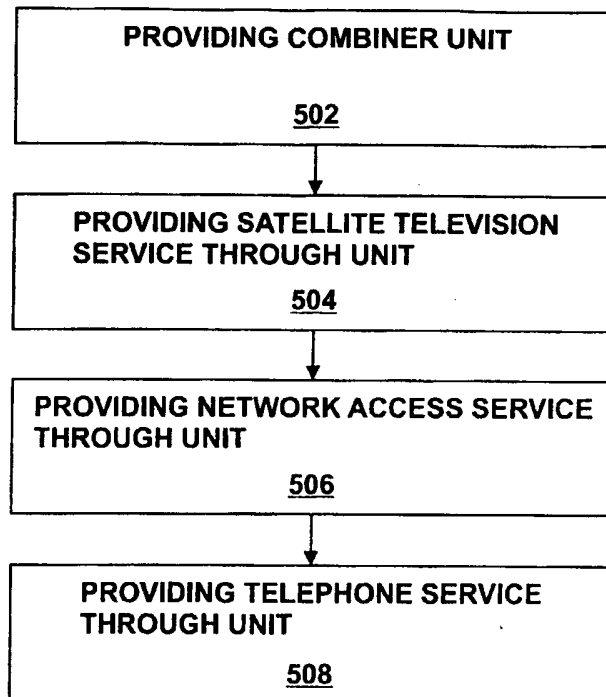 PROVIDING COMBINER UNIT
502
PROVIDING SATELLITE TELEVISION
SERVICE THROUGH UNIT
504
PROVIDING NETWORK ACCESS SERVICE
THROUGH UNIT
506
PROVIDING TELEPHONE SERVICE
THROUGH UNIT
508